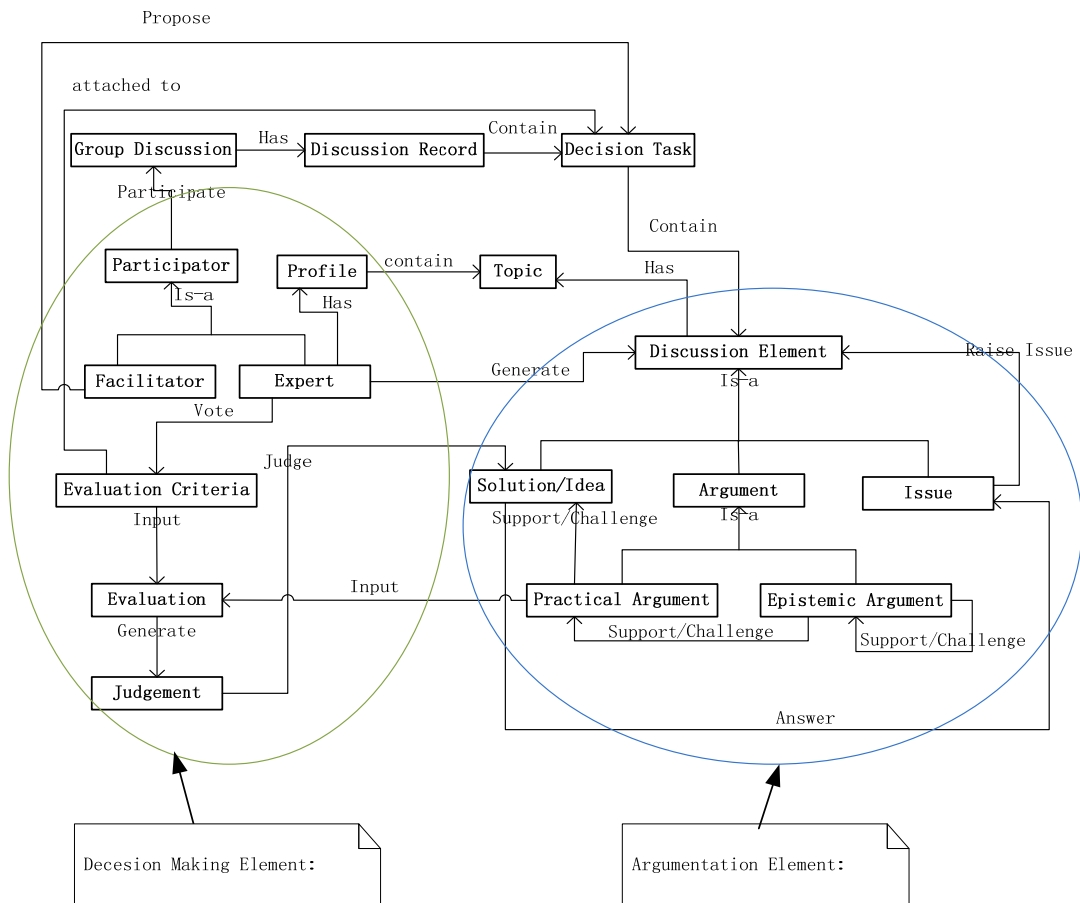 Propose
attached to
Group Discussion
Has
Discussion Record
Contain
Decision Task
Participate
Contain
Participator
Profile
contain
Topic
Has
Is-a
Has
Discussion Element
Raise Issue
Facilitator
Expert
Generate
Is-a
Vote
Judge
Evaluation Criteria
Solution/Idea
Argument
Issue
Input
Support/Challenge
Is-a
Evaluation
Input
Practical Argument
Epistemic Argument
Generate
Support/Challenge
Support/Challenge
Judgement
Answer
Decesion Making Element:
Argumentation Element: